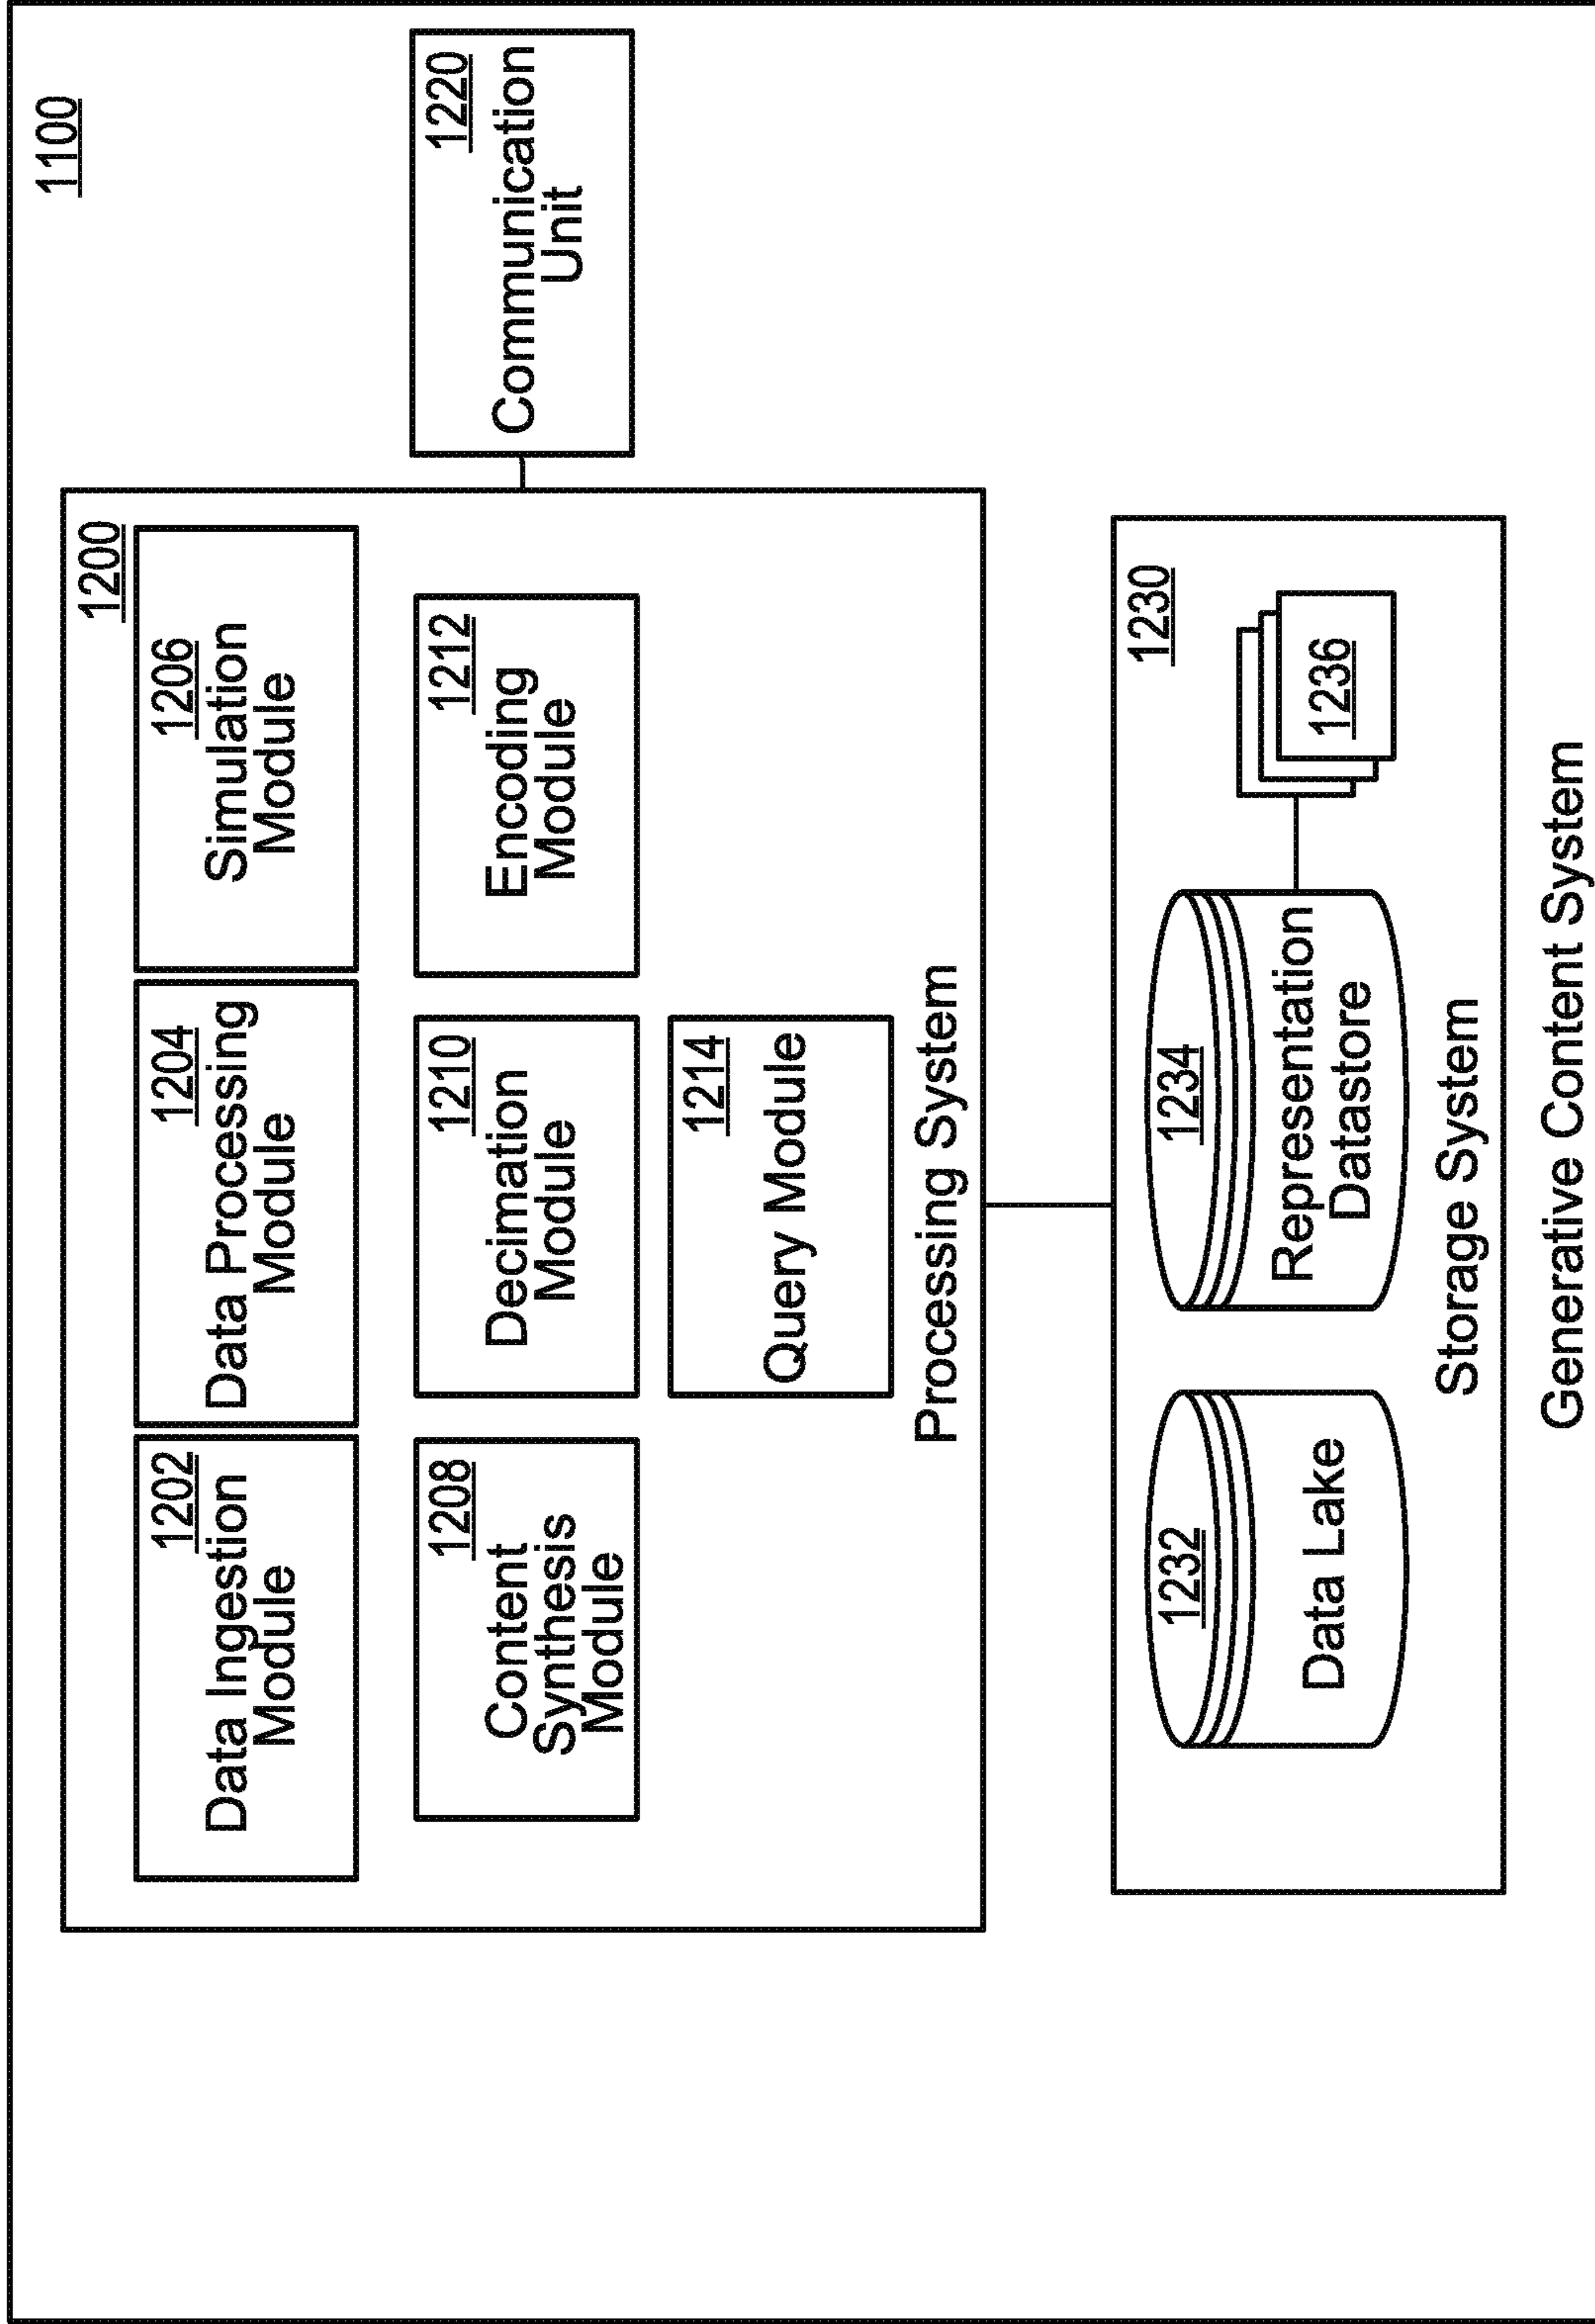 1100
1200
1202
Data Ingestion
Module
1204
Data Processing
Module
1206
Simulation
Module
1208
Content
Synthesis
Module
1210
Decimation
Module
1212
Encoding
Module
1214
Query Module
Processing System
1220
Communication
Unit
1230
1232
Data Lake
1234
Representation
Datastore
1236
Storage System
Generative Content System